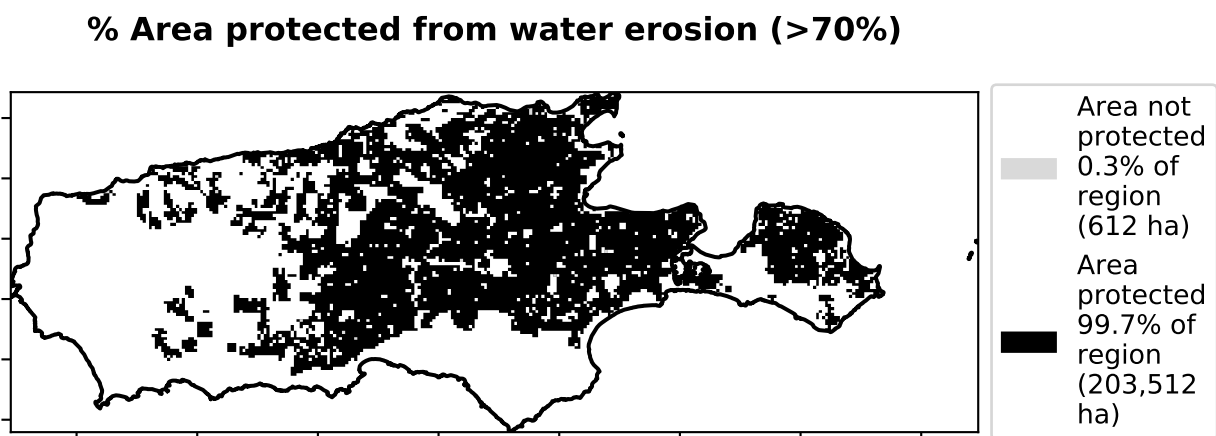 % Area protected from water erosion (>70%)
Area not
protected
0.3% of
region
(612 ha)
Area
protected
99.7% of
region
(203,512
ha)